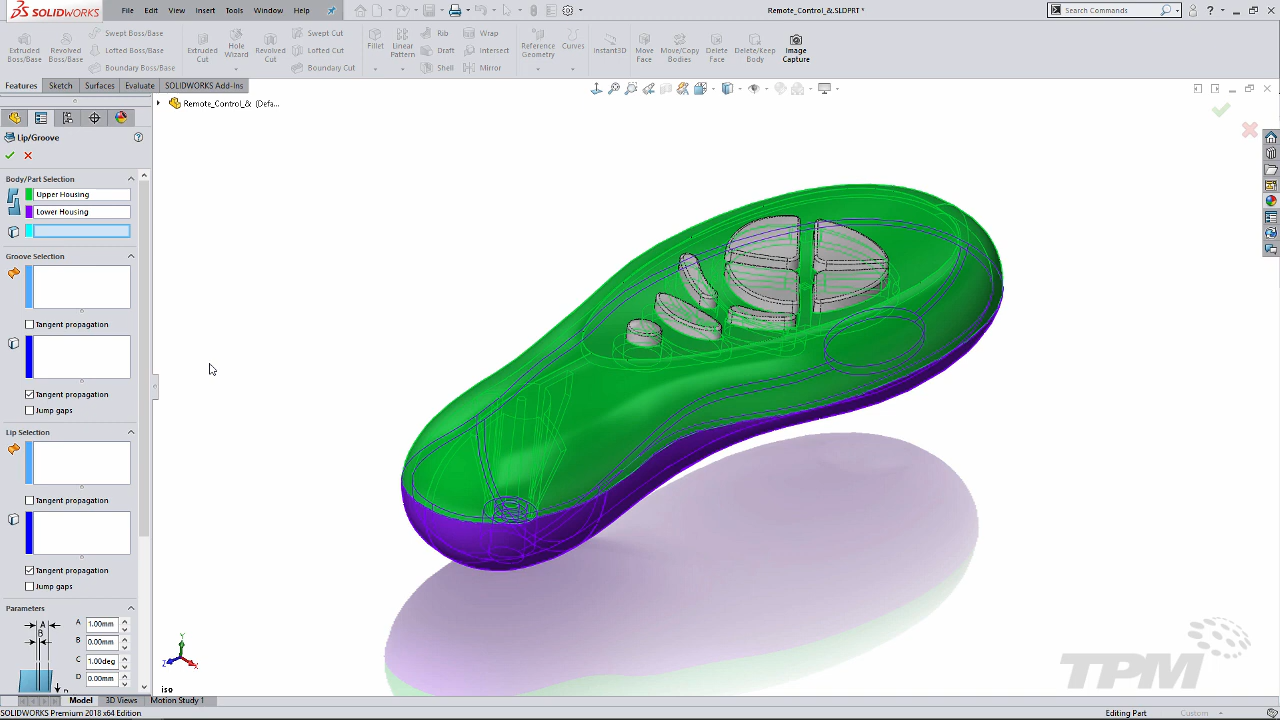 SOLIDWORKS
File Edit View Insert Tools Window Help
Remote_Control_&.SLDPRT *
Search Commands
Extruded Boss/Base
Revolved Boss/Base
Swept Boss/Base
Lofted Boss/Base
Boundary Boss/Base
Extruded Cut
Hole Wizard
Revolved Cut
Swept Cut
Lofted Cut
Boundary Cut
Fillet
Linear Pattern
Rib
Draft
Shell
Wrap
Intersect
Mirror
Reference Geometry
Curves
Instant3D
Move Face
Move/Copy Bodies
Delete Face
Delete/Keep Body
Image Capture
Features Sketch Surfaces Evaluate SOLIDWORKS Add-Ins
Remote_Control_& (Defa...
Lip/Groove
Body/Part Selection
Upper Housing
Lower Housing
Groove Selection
Tangent propagation
Tangent propagation
Jump gaps
Lip Selection
Tangent propagation
Tangent propagation
Jump gaps
Parameters
A
B
A 1.00mm
B 0.00mm
C 1.00deg
D 0.00mm
Y
Z
X
iso
TPM
Model 3D Views Motion Study 1
SOLIDWORKS Premium 2018 x64 Edition
Editing Part
Custom